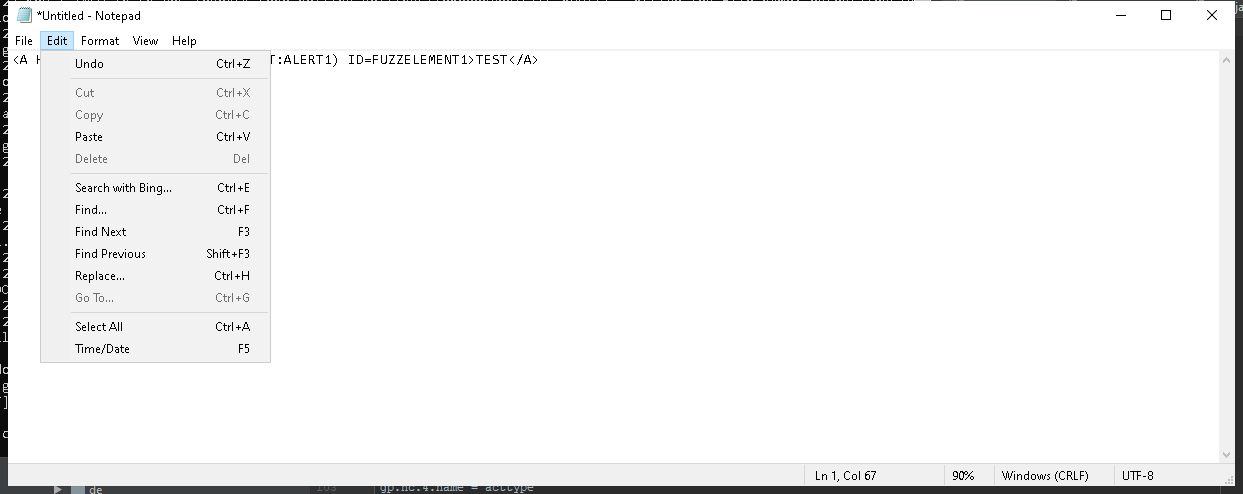 *Untitled - Notepad
File Edit Format View Help
<A H T:ALERT1) ID=FUZZELEMENT1>TEST</A>
Undo Ctrl+Z
Cut Ctrl+X
Copy Ctrl+C
Paste Ctrl+V
Delete Del
Search with Bing... Ctrl+E
Find... Ctrl+F
Find Next F3
Find Previous Shift+F3
Replace... Ctrl+H
Go To... Ctrl+G
Select All Ctrl+A
Time/Date F5
Ln 1, Col 67 90% Windows (CRLF) UTF-8
de gp.nc.4.name = acttype